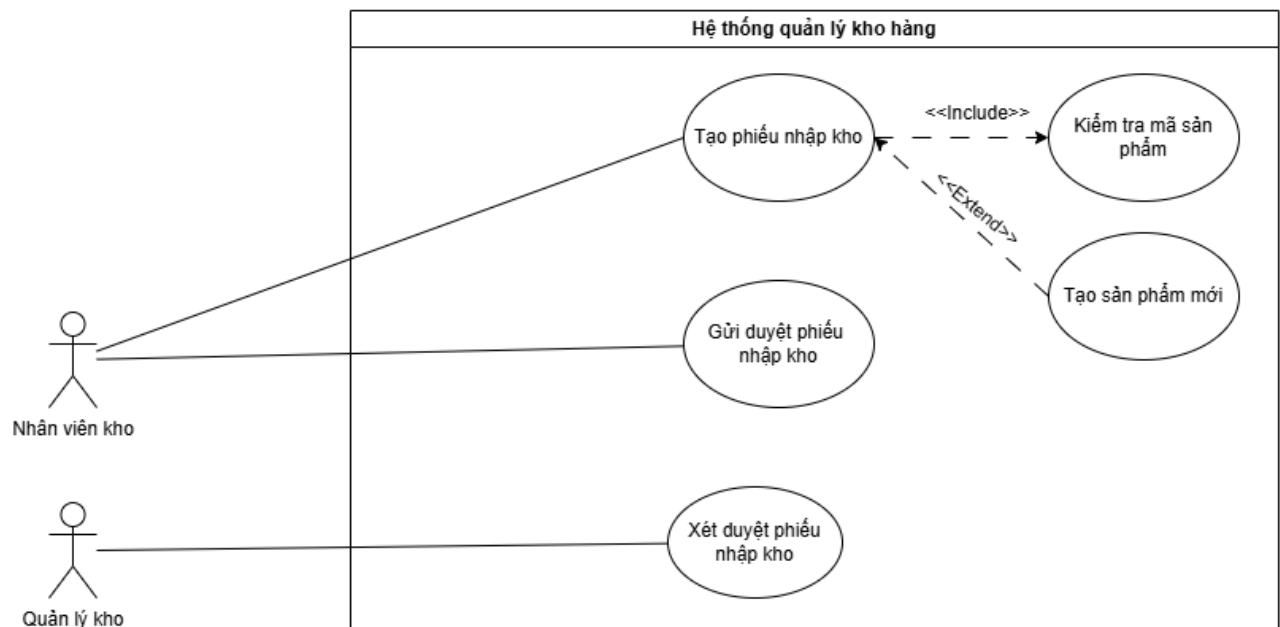 Hệ thống quản lý kho hàng
Tạo phiếu nhập kho
<<Include>>
Kiểm tra mã sản
phẩm
<<Extend>>
Tạo sản phẩm mới
Gửi duyệt phiếu
nhập kho
Nhân viên kho
Xét duyệt phiếu
nhập kho
Quản lý kho